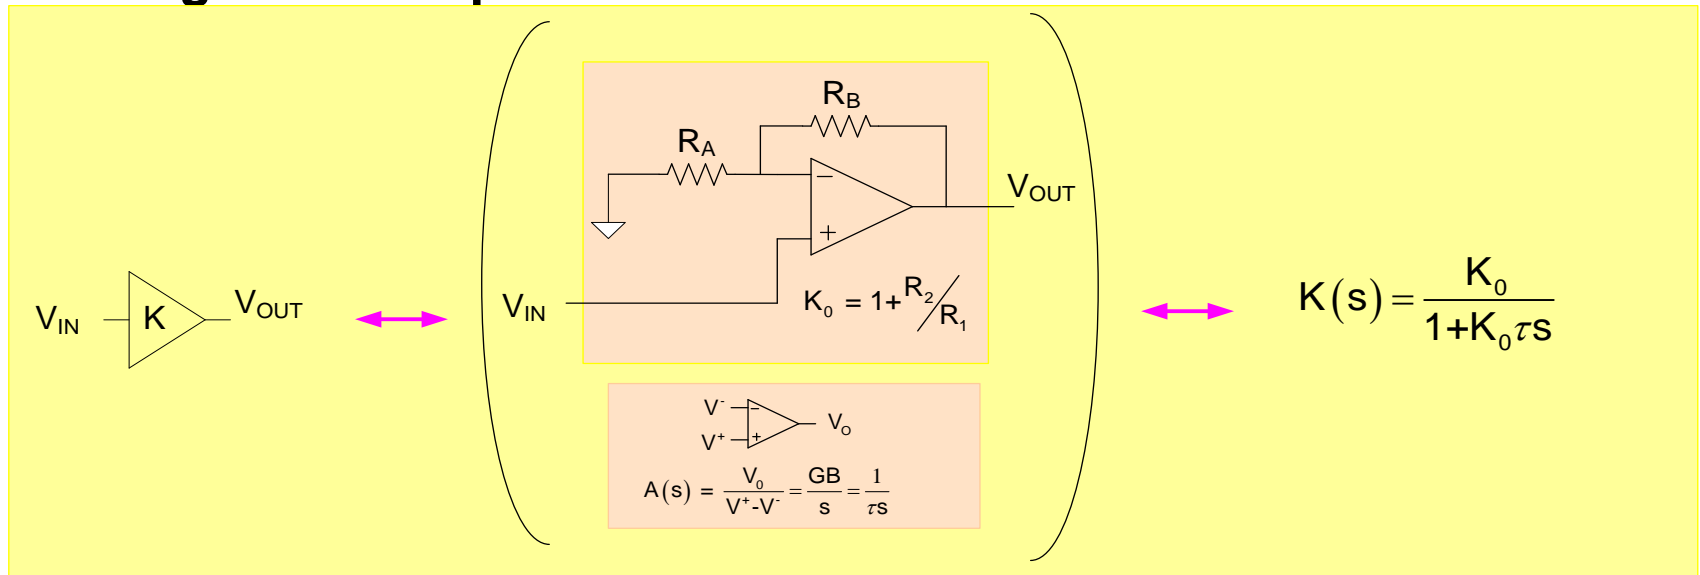 V_IN K V_OUT
R_B
R_A
−
+
V_OUT
V_IN
K_0 = 1+R_2/R_1
V^- −
V^+ +
V_O
A(s) = V_0/(V^+-V^-) = GB/s = 1/τs
K(s) = K_0/(1+K_0τs)